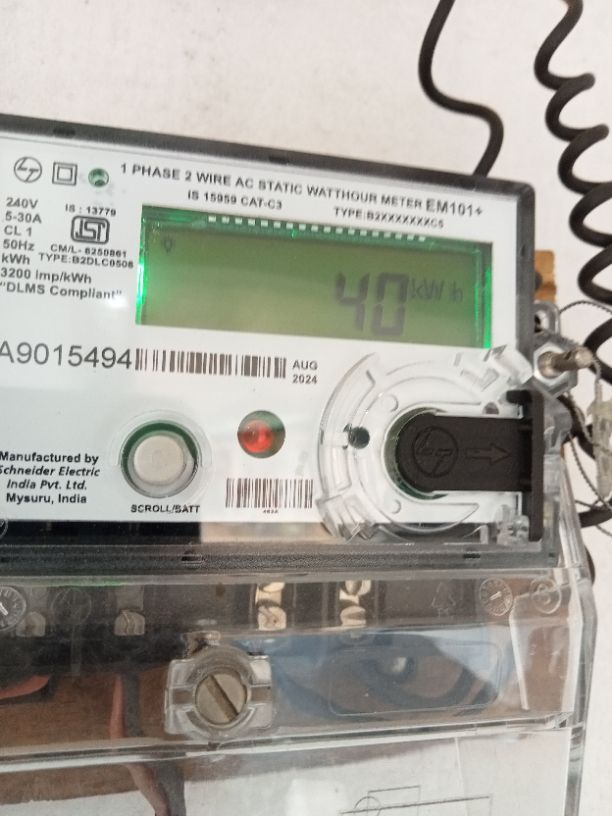 1 PHASE 2 WIRE AC STATIC WATTHOUR METER EM101+
IS 15959 CAT-C3
TYPE:B2XXXXXXXC5
240V
5-30A
CL 1
50Hz
kWh
3200 Imp/kWh
"DLMS Compliant"
IS : 13779
ISI
CM/L- 6250861
TYPE:B2DLC0506
40 kWh
A9015494
AUG
2024
Manufactured by
Schneider Electric
India Pvt. Ltd.
Mysuru, India
SCROLL/BATT